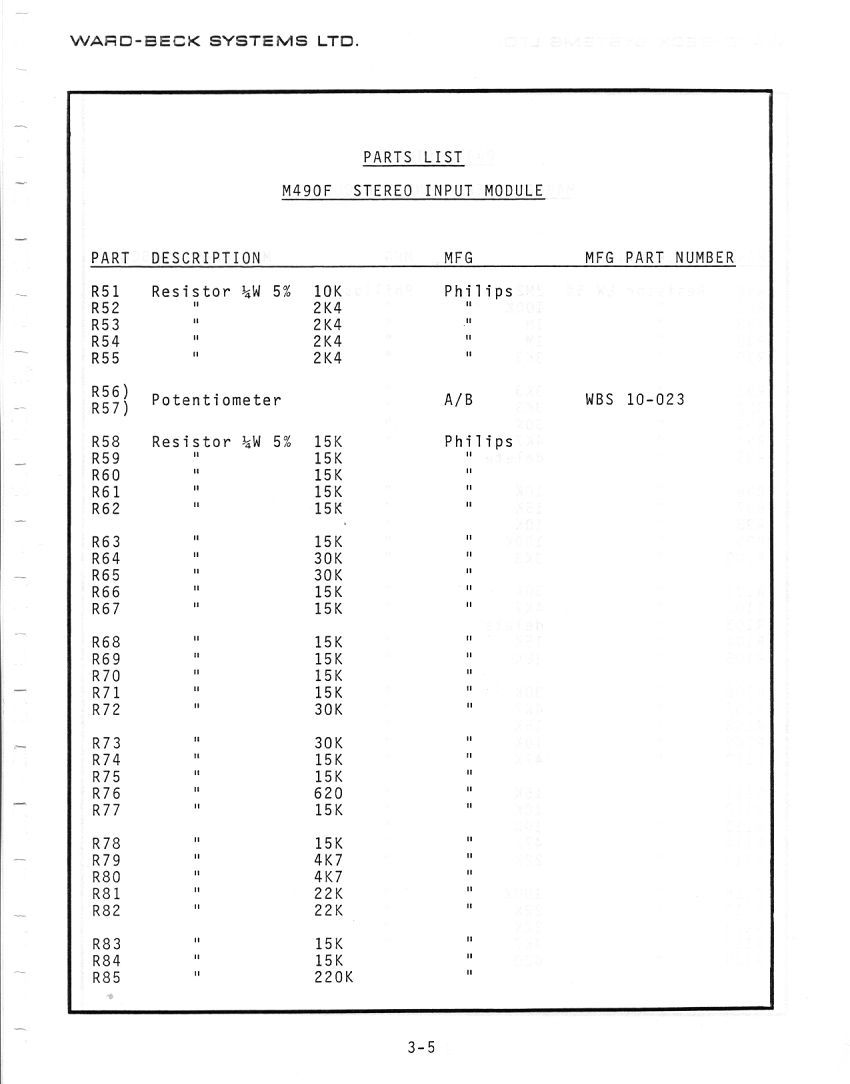 WARD-BECK SYSTEMS LTD.
PARTS LIST
M490F STEREO INPUT MODULE
PART DESCRIPTION MFG MFG PART NUMBER
R51 Resistor ¼W 5% 10K Philips
R52 " 2K4 "
R53 " 2K4 "
R54 " 2K4 "
R55 " 2K4 "
R56)
R57) Potentiometer A/B WBS 10-023
R58 Resistor ¼W 5% 15K Philips
R59 " 15K "
R60 " 15K "
R61 " 15K "
R62 " 15K "
R63 " 15K "
R64 " 30K "
R65 " 30K "
R66 " 15K "
R67 " 15K "
R68 " 15K "
R69 " 15K "
R70 " 15K "
R71 " 15K "
R72 " 30K "
R73 " 30K "
R74 " 15K "
R75 " 15K "
R76 " 620 "
R77 " 15K "
R78 " 15K "
R79 " 4K7 "
R80 " 4K7 "
R81 " 22K "
R82 " 22K "
R83 " 15K "
R84 " 15K "
R85 " 220K "
3-5